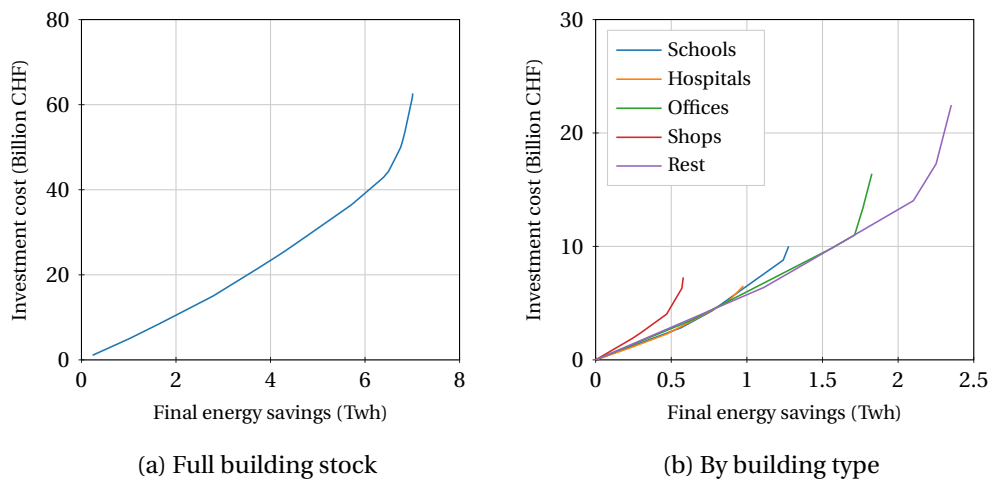 80
60
40
20
0
0 2 4 6 8
Investment cost (Billion CHF)
Final energy savings (Twh)
(a) Full building stock
30
20
10
0
0 0.5 1 1.5 2 2.5
Investment cost (Billion CHF)
Schools
Hospitals
Offices
Shops
Rest
Final energy savings (Twh)
(b) By building type